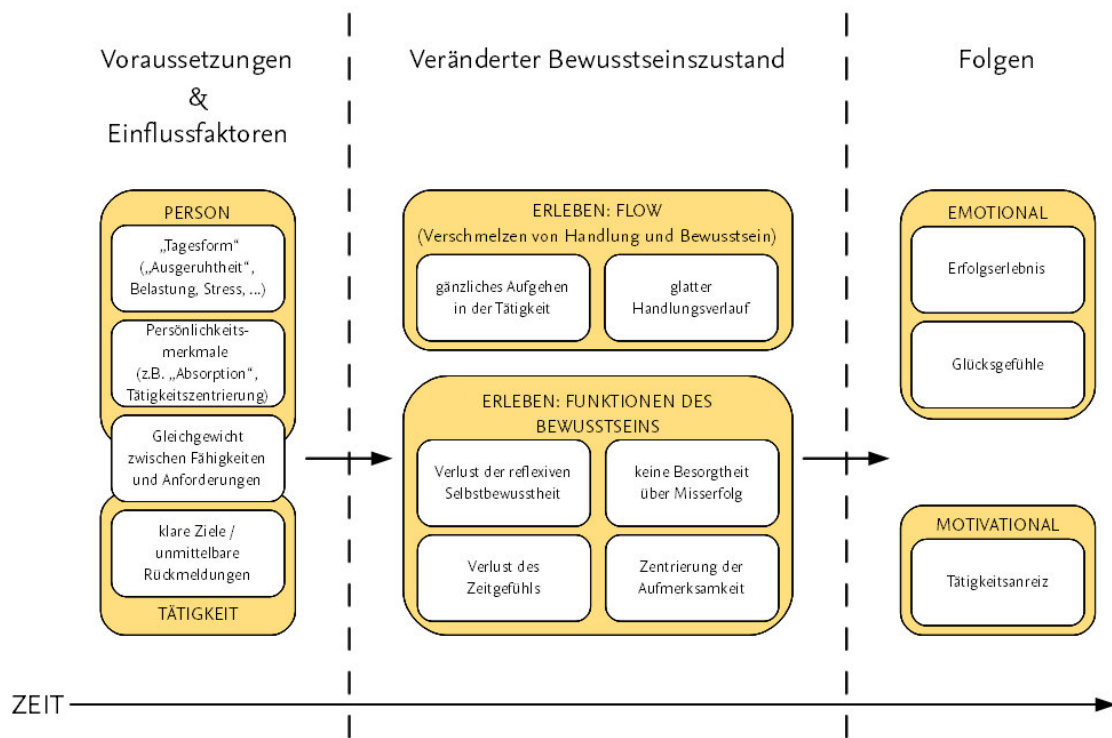 Voraussetzungen
&
Einflussfaktoren
Veränderter Bewusstseinszustand
Folgen
PERSON
„Tagesform“
(„Ausgeruhtheit“,
Belastung, Stress, ...)
Persönlichkeits-
merkmale
(z.B. „Absorption“,
Tätigkeitszentrierung)
Gleichgewicht
zwischen Fähigkeiten
und Anforderungen
klare Ziele /
unmittelbare
Rückmeldungen
TÄTIGKEIT
ERLEBEN: FLOW
(Verschmelzen von Handlung und Bewusstsein)
gänzliches Aufgehen
in der Tätigkeit
glatter
Handlungsverlauf
ERLEBEN: FUNKTIONEN DES
BEWUSSTSEINS
Verlust der reflexiven
Selbstbewusstheit
keine Besorgtheit
über Misserfolg
Verlust des
Zeitgefühls
Zentrierung der
Aufmerksamkeit
EMOTIONAL
Erfolgserlebnis
Glücksgefühle
MOTIVATIONAL
Tätigkeitsanreiz
ZEIT